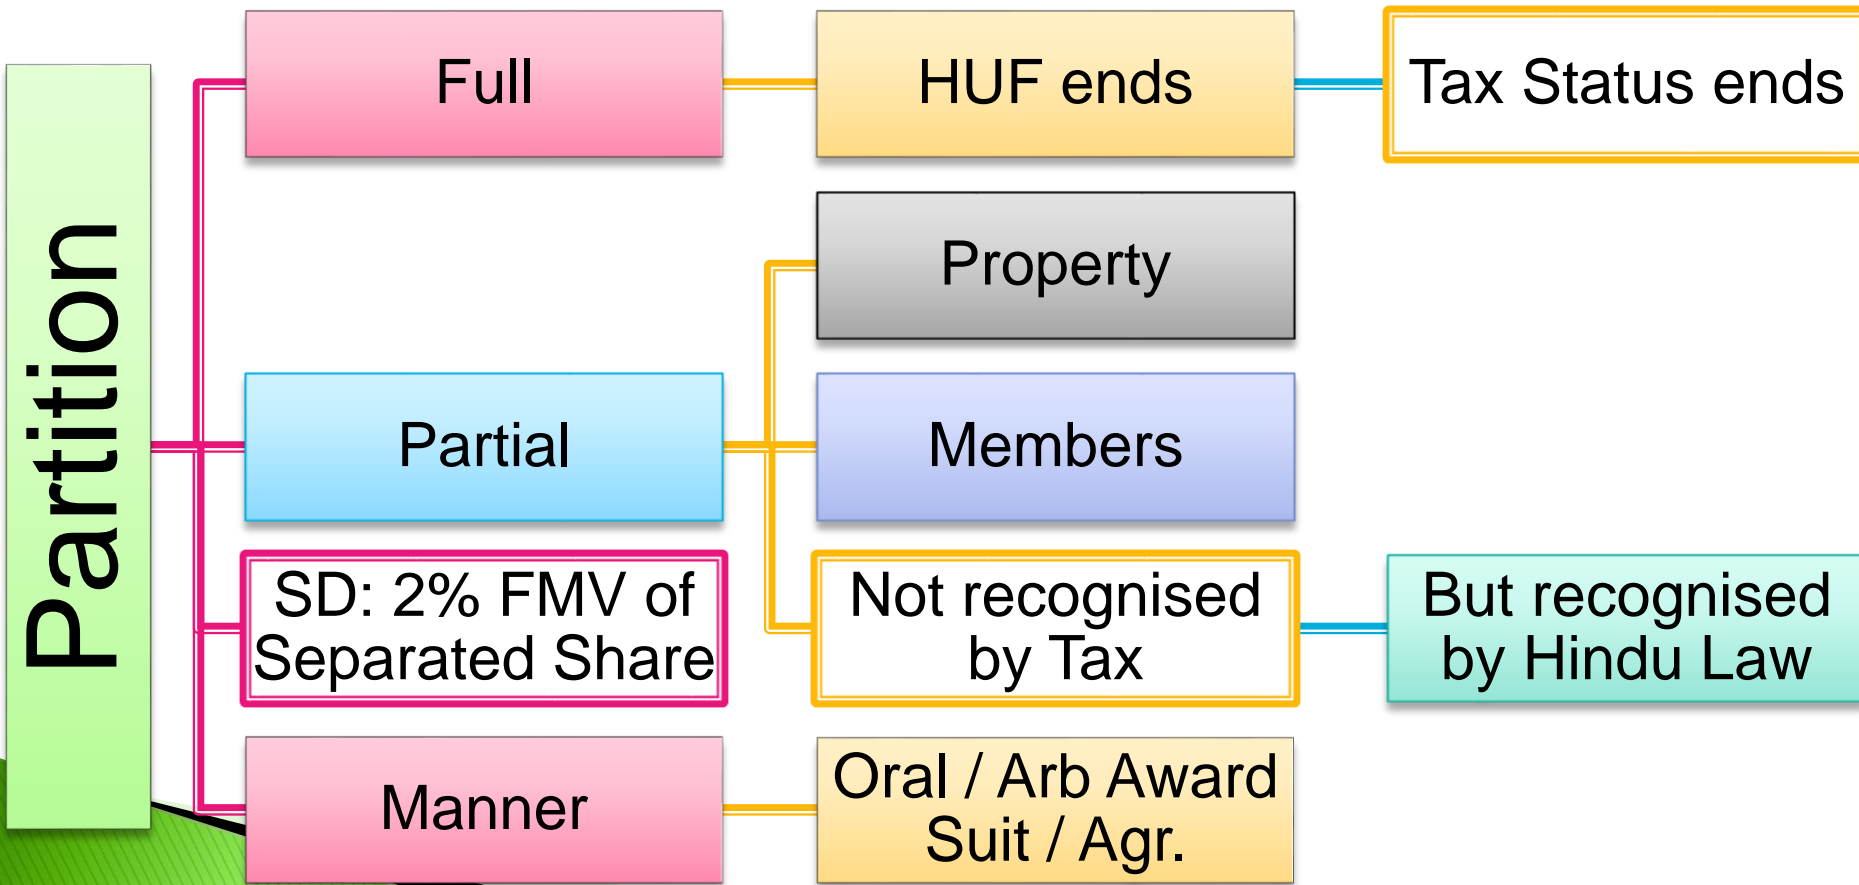 Partition
Full
HUF ends
Tax Status ends
Partial
Property
Members
Not recognised
by Tax
But recognised
by Hindu Law
SD: 2% FMV of
Separated Share
Manner
Oral / Arb Award
Suit / Agr.